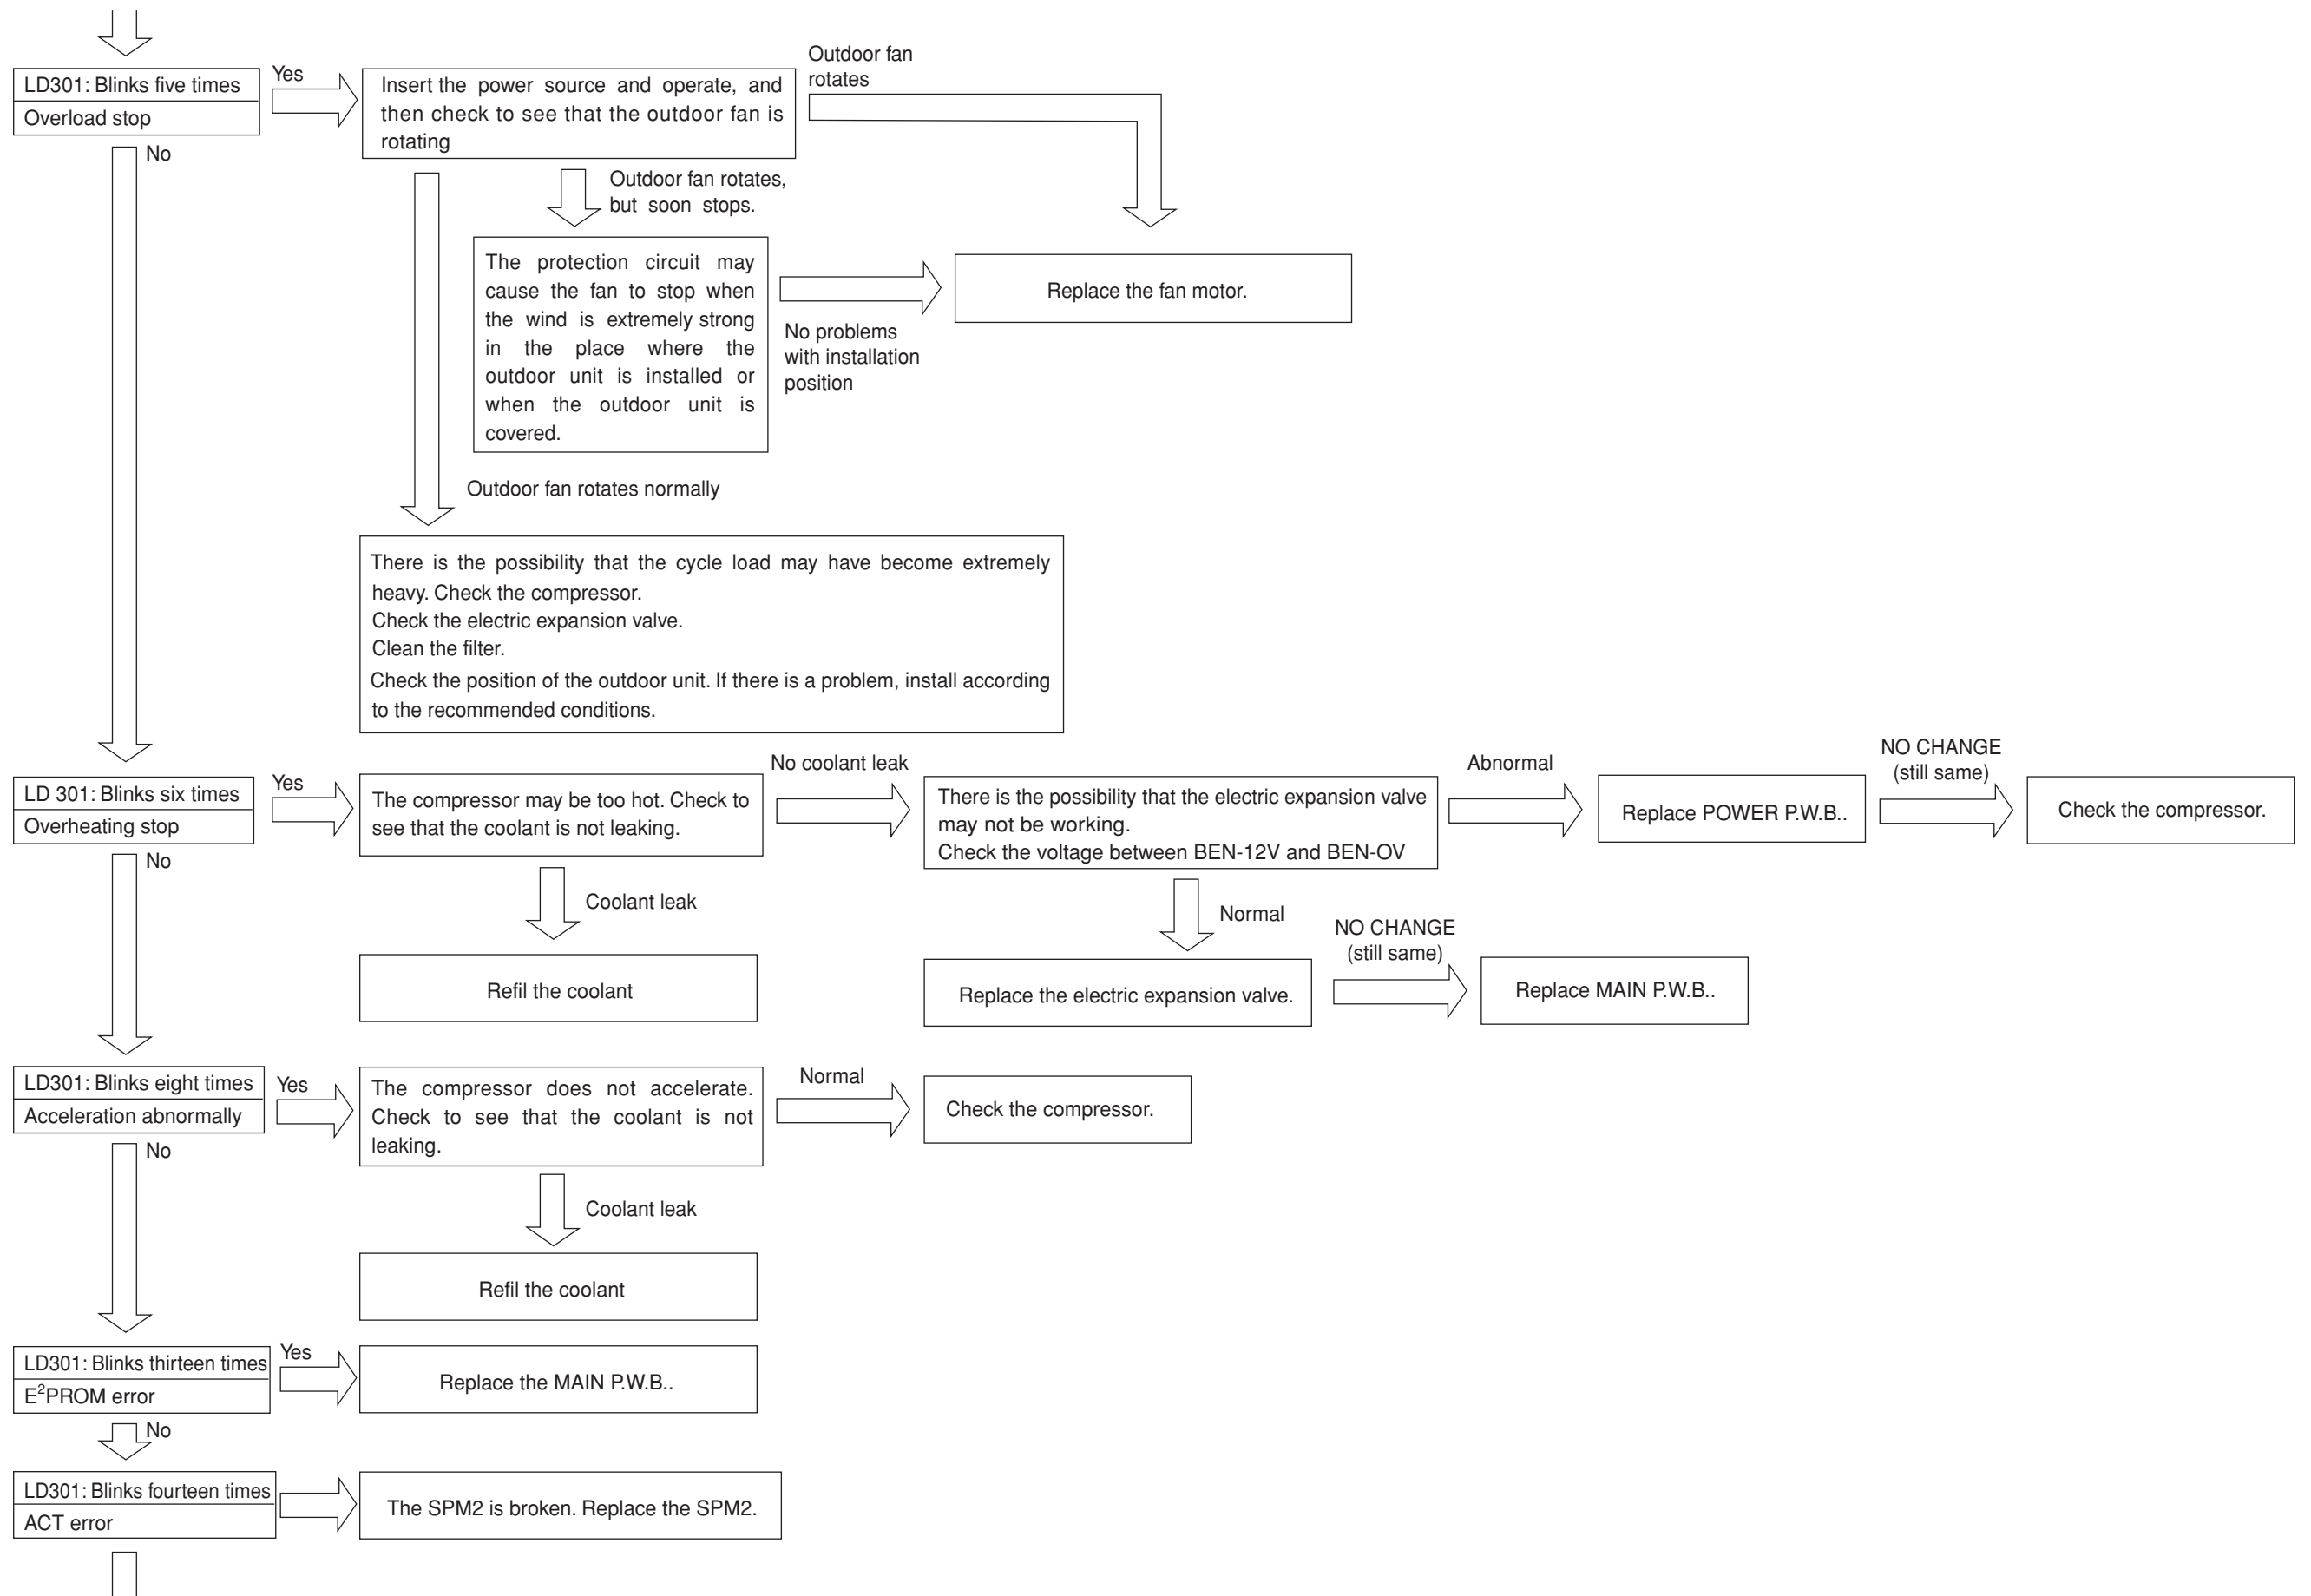 LD301: Blinks five times
Overload stop
Yes
No
Insert the power source and operate, and
then check to see that the outdoor fan is
rotating
Outdoor fan
rotates
Outdoor fan rotates,
but soon stops.
The protection circuit may
cause the fan to stop when
the wind is extremely strong
in the place where the
outdoor unit is installed or
when the outdoor unit is
covered.
No problems
with installation
position
Replace the fan motor.
Outdoor fan rotates normally
There is the possibility that the cycle load may have become extremely
heavy. Check the compressor.
Check the electric expansion valve.
Clean the filter.
Check the position of the outdoor unit. If there is a problem, install according
to the recommended conditions.
LD 301: Blinks six times
Overheating stop
Yes
No
The compressor may be too hot. Check to
see that the coolant is not leaking.
No coolant leak
There is the possibility that the electric expansion valve
may not be working.
Check the voltage between BEN-12V and BEN-OV
Abnormal
Replace POWER P.W.B..
NO CHANGE
(still same)
Check the compressor.
Coolant leak
Refil the coolant
Normal
Replace the electric expansion valve.
NO CHANGE
(still same)
Replace MAIN P.W.B..
LD301: Blinks eight times
Acceleration abnormally
Yes
No
The compressor does not accelerate.
Check to see that the coolant is not
leaking.
Normal
Check the compressor.
Coolant leak
Refil the coolant
LD301: Blinks thirteen times
E²PROM error
Yes
No
Replace the MAIN P.W.B..
LD301: Blinks fourteen times
ACT error
The SPM2 is broken. Replace the SPM2.